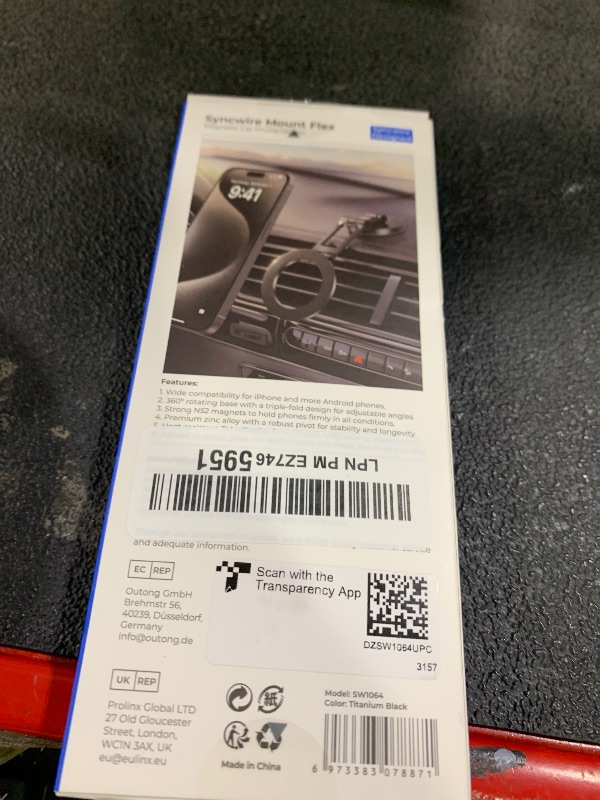 Syncwire Mount Flex
9:41
Features:
1. Wide compatibility for iPhone and more Android phones.
2. 360° rotating base with a triple-fold design for adjustable angles.
3. Strong N52 magnets to hold phones firmly in all conditions.
4. Premium zinc alloy with a robust pivot for stability and longevity
LPN PM EZ746 5951
and adequate information.
EC REP
Outong GmbH
Brehmstr 56,
40239, Düsseldorf,
Germany
info@outong.de
Scan with the
Transparency App
DZSW1064UPC
3157
UK REP
Prolinx Global LTD
27 Old Gloucester
Street, London,
WC1N 3AX, UK
eu@eulinx.eu
紙
Made in China
Model: SW1064
Color: Titanium Black
6 973383 078871